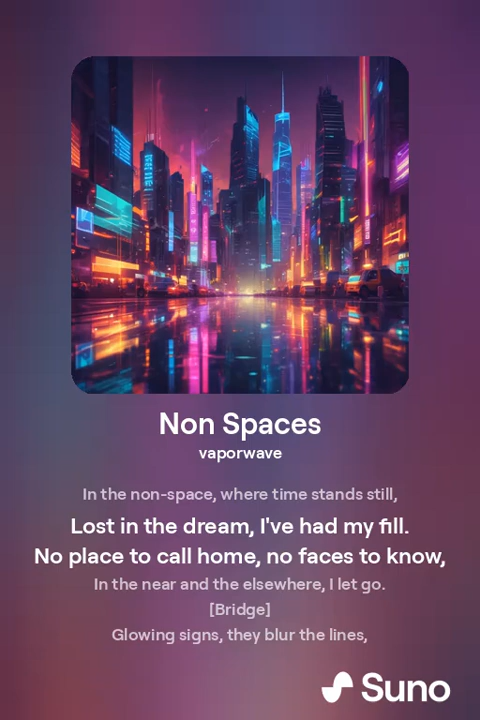 Non Spaces
vaporwave
In the non-space, where time stands still,
Lost in the dream, I've had my fill.
No place to call home, no faces to know,
In the near and the elsewhere, I let go.
[Bridge]
Glowing signs, they blur the lines,
Suno